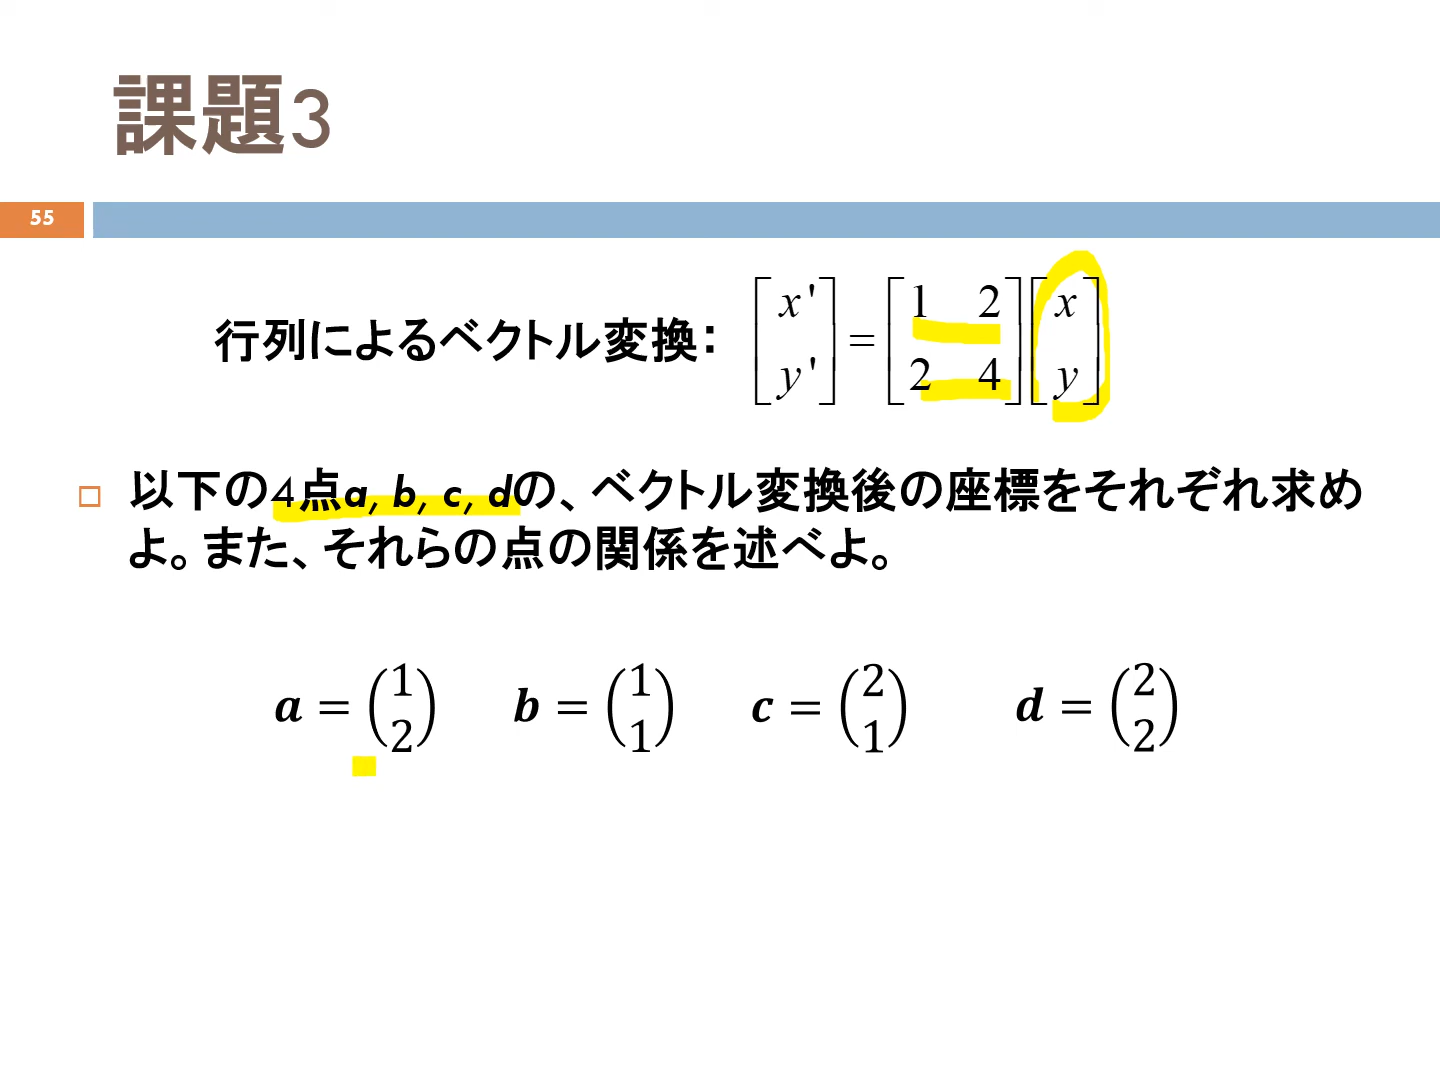 課題3
55
行列によるベクトル変換： [x' y'] = [1 2 2 4] [x y]
以下の4点a, b, c, dの、ベクトル変換後の座標をそれぞれ求め
よ。また、それらの点の関係を述べよ。
a = (1 2) b = (1 1) c = (2 1) d = (2 2)